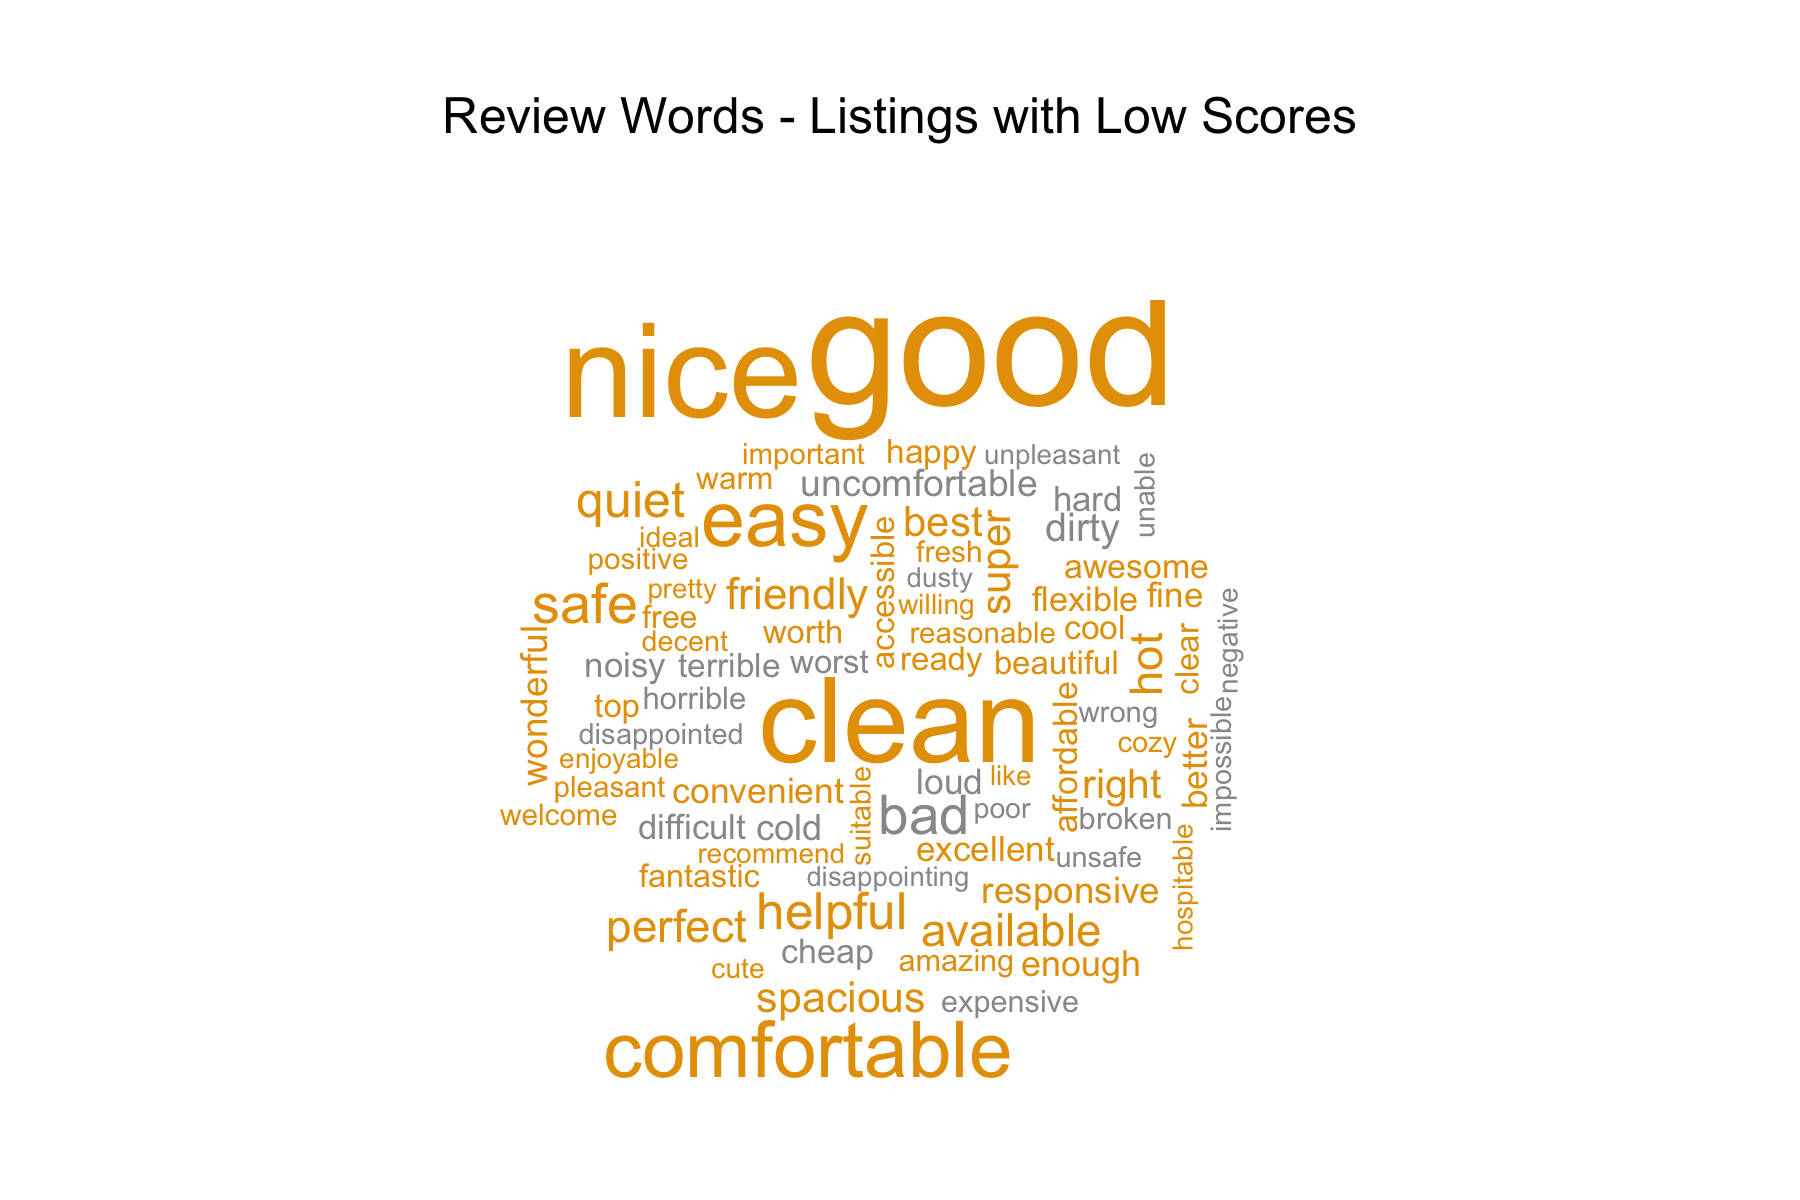 Review Words - Listings with Low Scores
nice
good
important
happy
unpleasant
warm
uncomfortable
unable
quiet
hard
easy
best
super
dirty
ideal
accessible
fresh
positive
awesome
dusty
pretty
friendly
willing
flexible
fine
safe
free
negative
worth
reasonable
cool
decent
wonderful
noisy
terrible
worst
ready
beautiful
hot
clear
top
horrible
clean
affordable
wrong
impossible
disappointed
cozy
better
enjoyable
pleasant
convenient
loud
like
right
welcome
suitable
bad
poor
broken
difficult
cold
recommend
excellent
unsafe
hospitable
fantastic
disappointing
responsive
perfect
helpful
available
cheap
cute
amazing
enough
spacious
expensive
comfortable